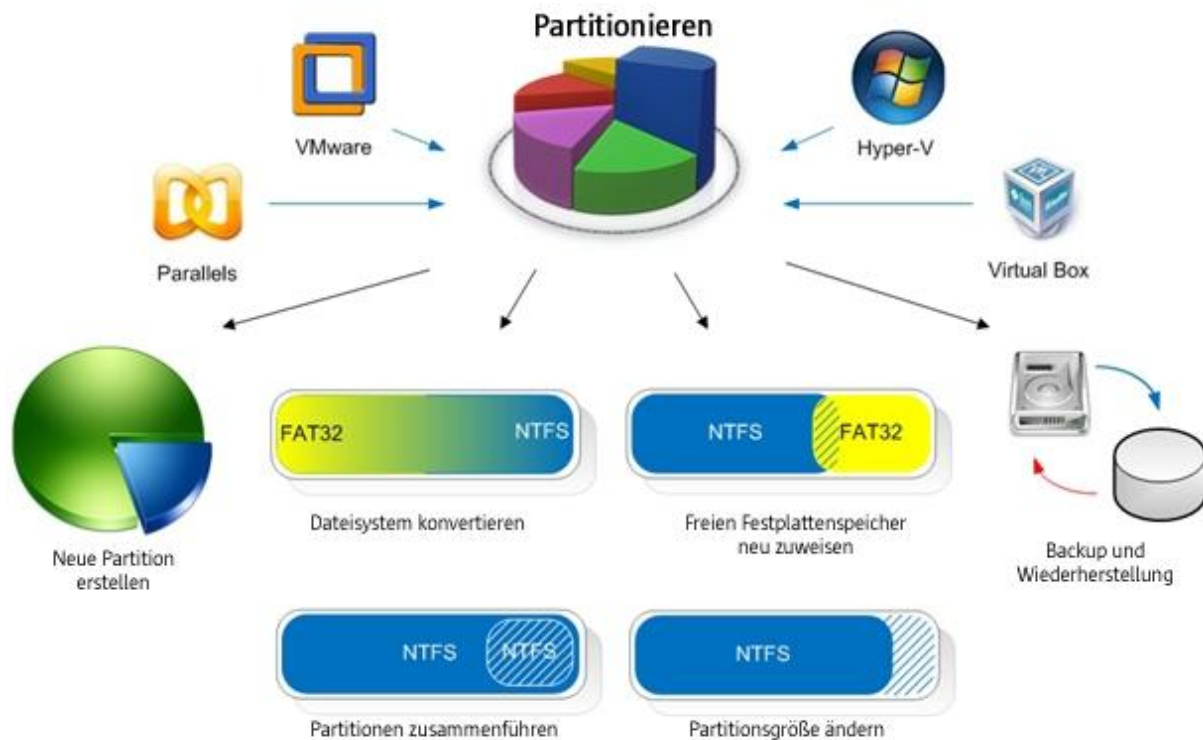 Partitionieren
VMware
Hyper-V
Parallels
Virtual Box
FAT32
NTFS
NTFS
FAT32
Neue Partition
erstellen
Dateisystem konvertieren
Freien Festplattenspeicher
neu zuweisen
Backup und
Wiederherstellung
NTFS
NTFS
NTFS
Partitionen zusammenführen
Partitionsgröße ändern